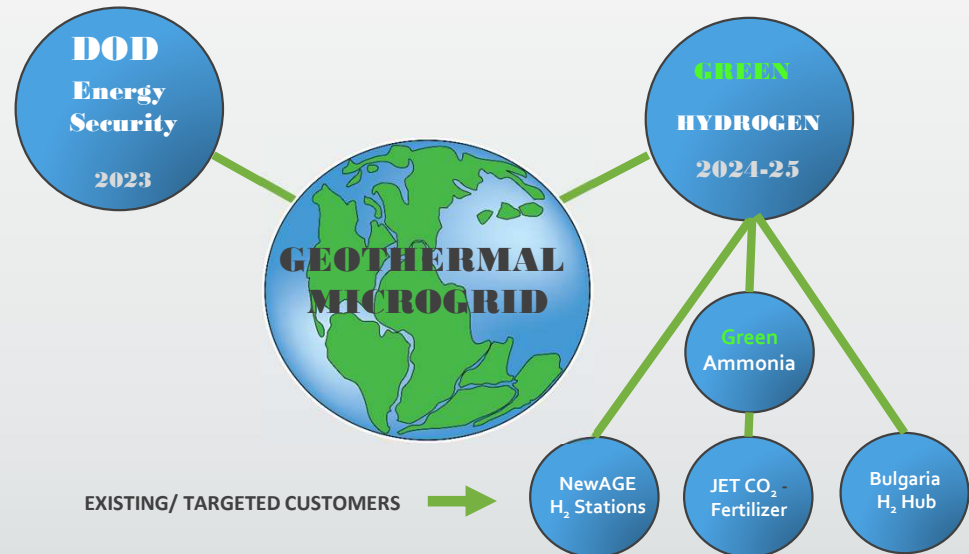 DOD
Energy
Security
2023
GREEN
HYDROGEN
2024-25
GEOTHERMAL
MICROGRID
Green
Ammonia
EXISTING/ TARGETED CUSTOMERS
NewAGE
H₂ Stations
JET CO₂ -
Fertilizer
Bulgaria
H₂ Hub